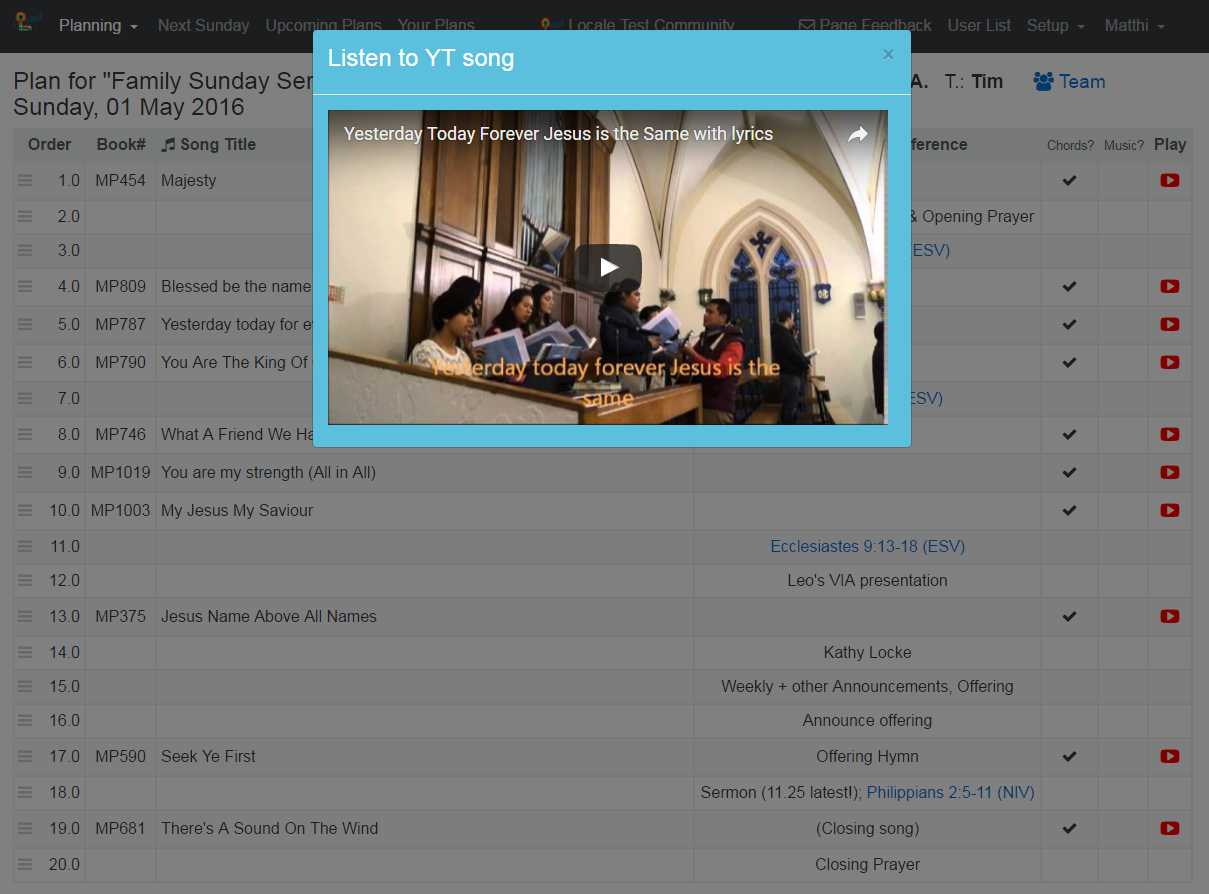 Planning Next Sunday Upcoming Plans Your Plans Locale Test Community Page Feedback User List Setup Matthi
Listen to YT song ×
Plan for "Family Sunday Ser A. T.: Tim Team
Sunday, 01 May 2016
Yesterday Today Forever Jesus is the Same with lyrics
Yesterday today forever Jesus is the
same
Order Book# Song Title ference Chords? Music? Play
1.0 MP454 Majesty
2.0 & Opening Prayer
3.0 (ESV)
4.0 MP809 Blessed be the name
5.0 MP787 Yesterday today for ev
6.0 MP790 You Are The King Of
7.0 ESV)
8.0 MP746 What A Friend We Ha
9.0 MP1019 You are my strength (All in All)
10.0 MP1003 My Jesus My Saviour
11.0 Ecclesiastes 9:13-18 (ESV)
12.0 Leo's VIA presentation
13.0 MP375 Jesus Name Above All Names
14.0 Kathy Locke
15.0 Weekly + other Announcements, Offering
16.0 Announce offering
17.0 MP590 Seek Ye First Offering Hymn
18.0 Sermon (11.25 latest!); Philippians 2:5-11 (NIV)
19.0 MP681 There's A Sound On The Wind (Closing song)
20.0 Closing Prayer